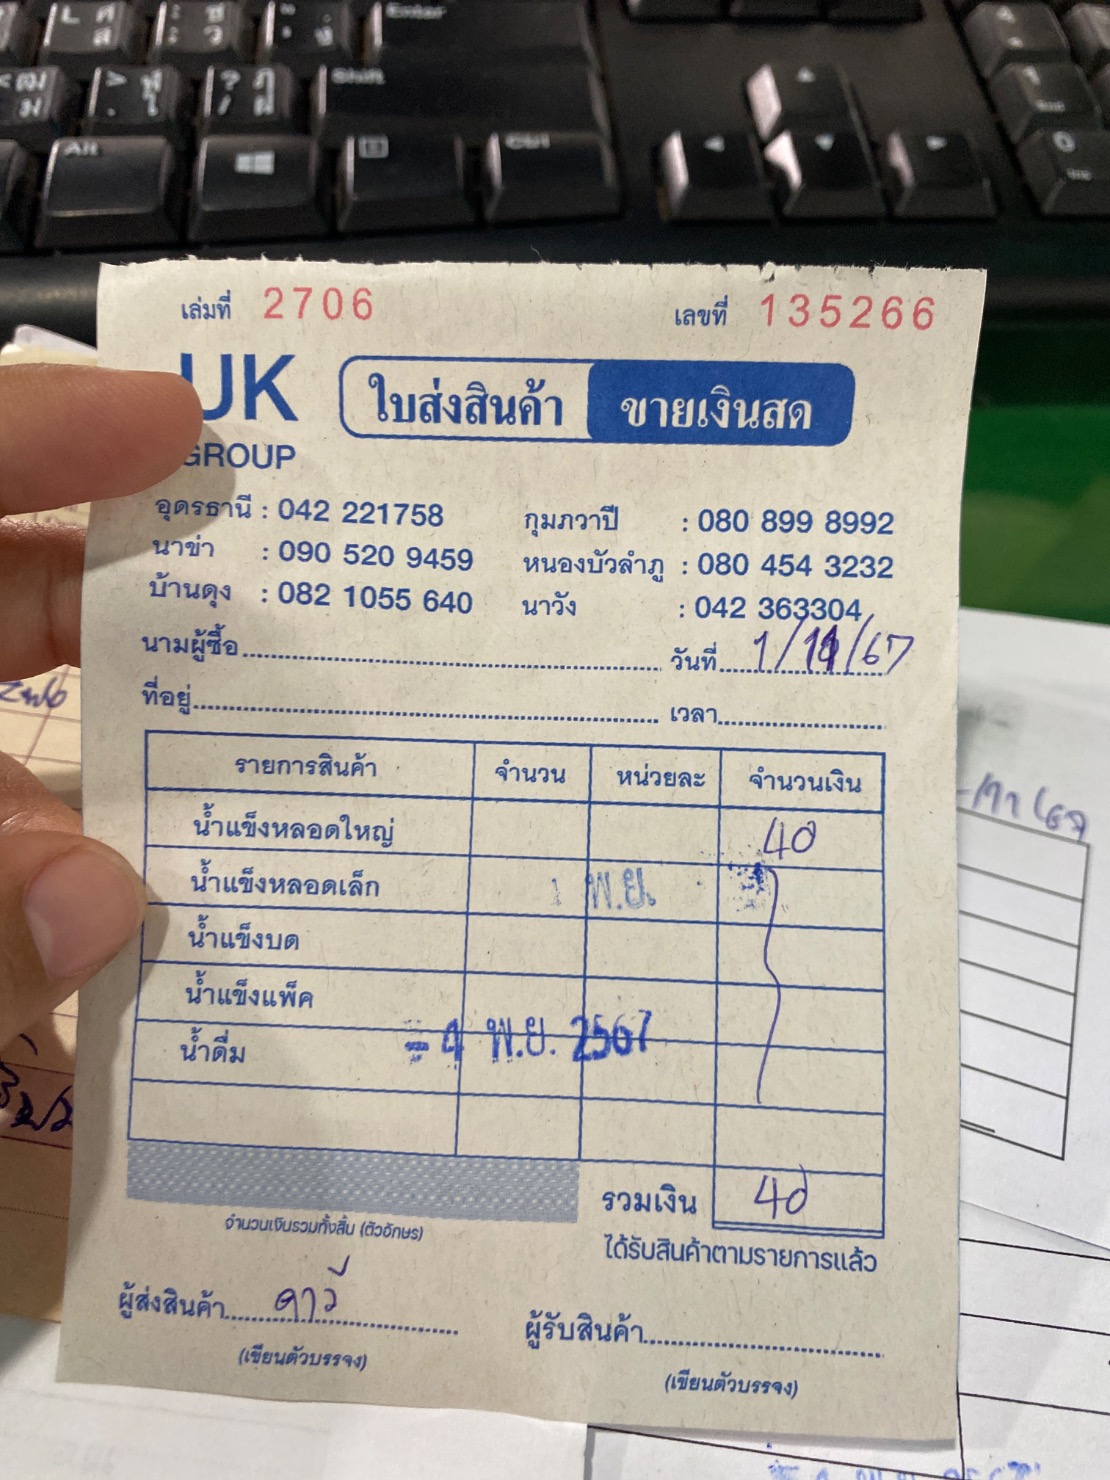 เล่มที่ 2706 เลขที่ 135266
UK ใบส่งสินค้า ขายเงินสด
GROUP
อุดรธานี : 042 221758 กุมภวาปี : 080 899 8992
นาข่า : 090 520 9459 หนองบัวลำภู : 080 454 3232
บ้านดุง : 082 1055 640 นาวัง : 042 363304
นามผู้ซื้อ วันที่ 1/11/67
ที่อยู่ เวลา
รายการสินค้า จำนวน หน่วยละ จำนวนเงิน
น้ำแข็งหลอดใหญ่ 40
น้ำแข็งหลอดเล็ก พ.ย.
น้ำแข็งบด
น้ำแข็งแพ็ค
น้ำดื่ม - 4 พ.ย. 2567
รวมเงิน 40
จำนวนเงินรวมทั้งสิ้น (ตัวอักษร)
ได้รับสินค้าตามรายการแล้ว
ผู้ส่งสินค้า ดาวี ผู้รับสินค้า
(เขียนตัวบรรจง) (เขียนตัวบรรจง)
Enter
Shift
Alt
Ctrl